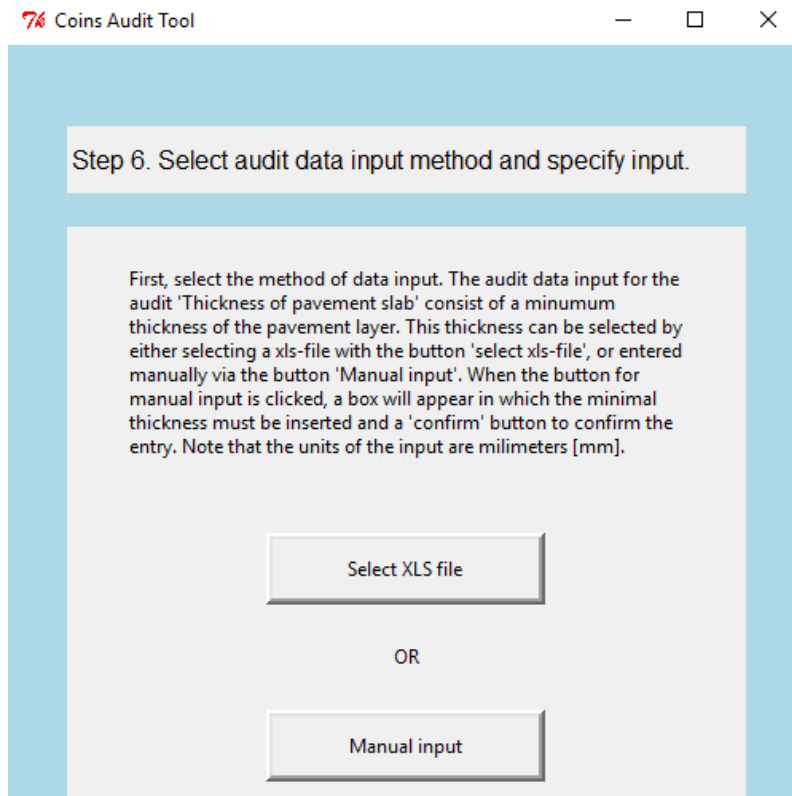 Coins Audit Tool
Step 6. Select audit data input method and specify input.
First, select the method of data input. The audit data input for the
audit 'Thickness of pavement slab' consist of a minumum
thickness of the pavement layer. This thickness can be selected by
either selecting a xls-file with the button 'select xls-file', or entered
manually via the button 'Manual input'. When the button for
manual input is clicked, a box will appear in which the minimal
thickness must be inserted and a 'confirm' button to confirm the
entry. Note that the units of the input are milimeters [mm].
Select XLS file
OR
Manual input